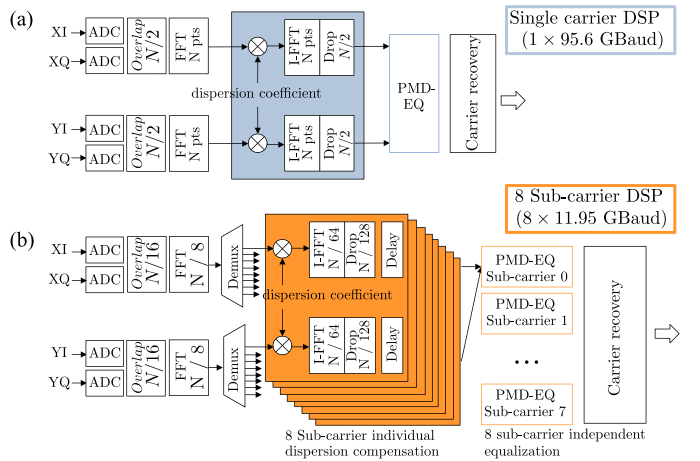 (a)
XI
XQ
ADC
ADC
Overlap
N/2
FFT
N pts
I-FFT
N pts
Drop
N/2
Single carrier DSP
(1 × 95.6 GBaud)
dispersion coefficient
PMD-
EQ
Carrier recovery
YI
YQ
ADC
ADC
Overlap
N/2
FFT
N pts
I-FFT
N pts
Drop
N/2
8 Sub-carrier DSP
(8 × 11.95 GBaud)
(b)
XI
XQ
ADC
ADC
Overlap
N/16
FFT
N / 8
Demux
I-FFT
N / 64
Drop
N / 128
Delay
dispersion coefficient
PMD-EQ
Sub-carrier 0
PMD-EQ
Sub-carrier 1
...
PMD-EQ
Sub-carrier 7
Carrier recovery
YI
YQ
ADC
ADC
Overlap
N/16
FFT
N / 8
Demux
I-FFT
N / 64
Drop
N / 128
Delay
8 Sub-carrier individual
dispersion compensation
8 sub-carrier independent
equalization